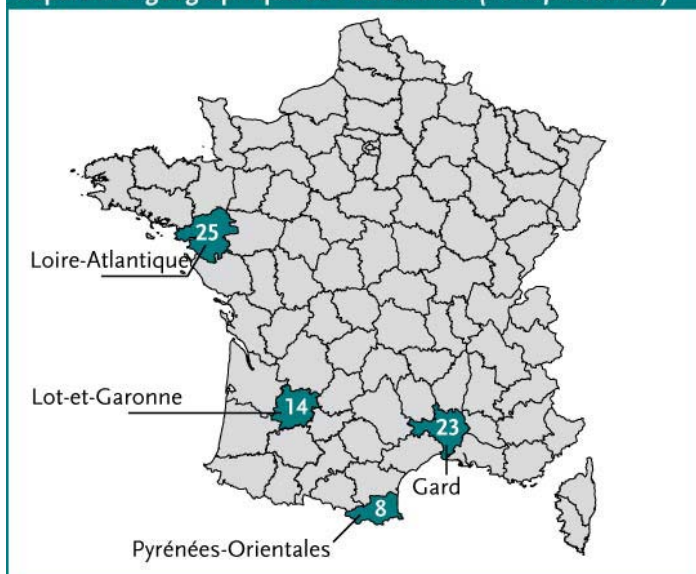 25
Loire-Atlantique
Lot-et-Garonne
14
23
Gard
8
Pyrénées-Orientales